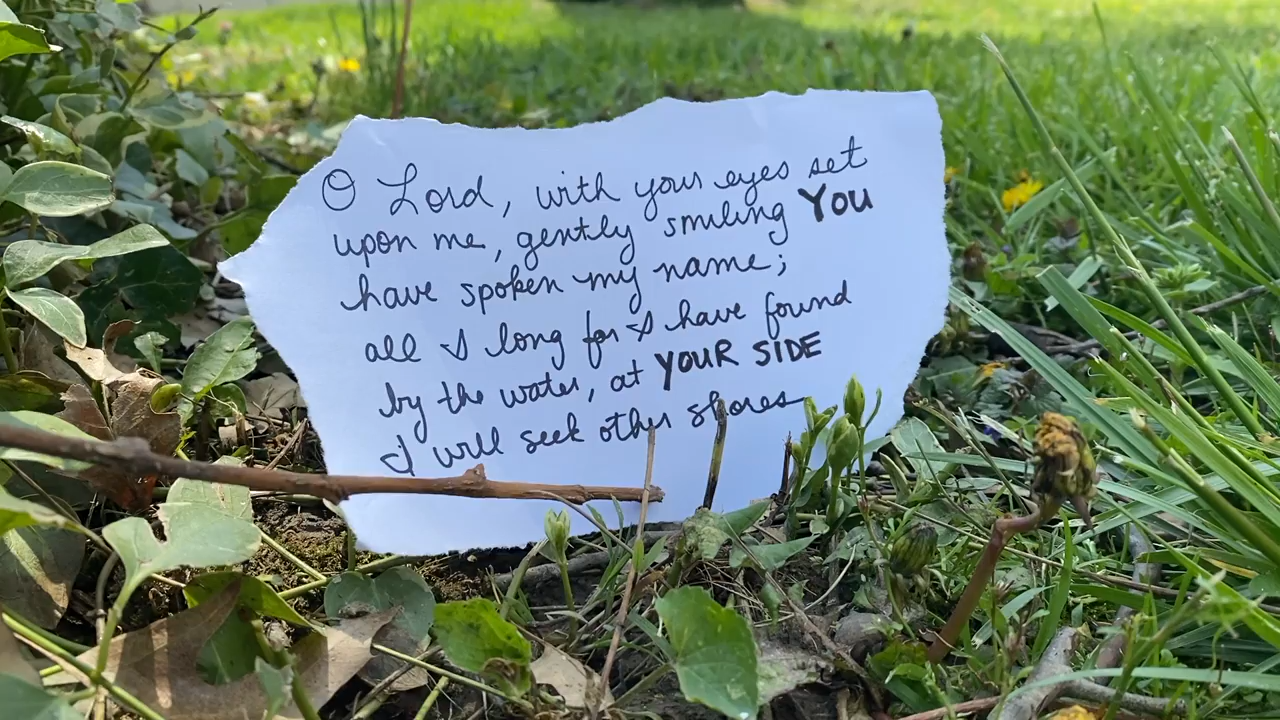 O Lord, with your eyes set
upon me, gently smiling YOU
have spoken my name;
all I long for I have found
by the water, at YOUR SIDE
I will seek other shores